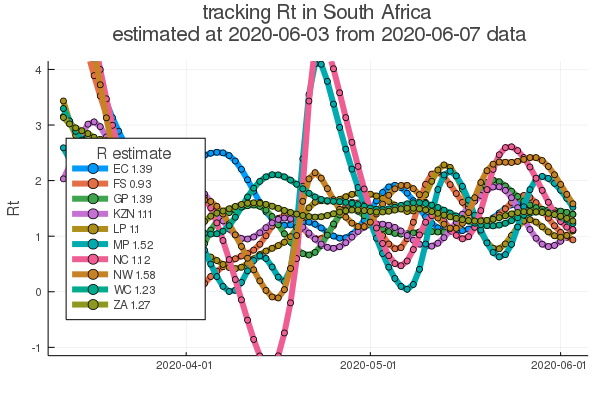 tracking Rt in South Africa
estimated at 2020-06-03 from 2020-06-07 data
4
3
2
1
0
-1
Rt
R estimate
EC 1.39
FS 0.93
GP 1.39
KZN 1.11
LP 1.1
MP 1.52
NC 1.12
NW 1.58
WC 1.23
ZA 1.27
2020-04-01
2020-05-01
2020-06-01